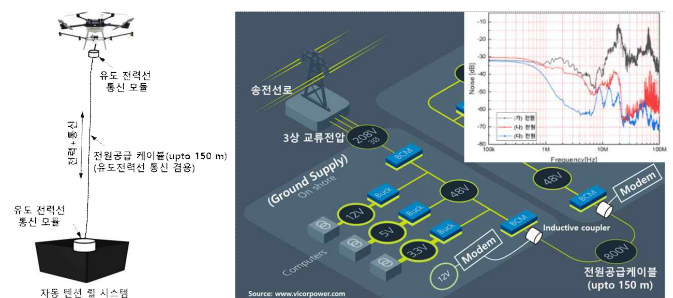 유도 전력선
통신 모듈
전력+통신
전원공급 케이블(upto 150 m)
(유도전력선 통신 겸용)
유도 전력선
통신 모듈
자동 텐션 릴 시스템
송전선로
3상 교류전압
208V
3Ø
BCM
(Ground Supply)
On shore
48V
Buck
12V
Buck
5V
Buck
3.3V
Computers
BCM
Modem
12V
Inductive coupler
800V
전원공급케이블
(upto 150 m)
48V
BCM
Modem
Source: www.vicorpower.com
Noise [dB]
-10
-20
-30
-40
-50
-60
-70
-80
(가) 전원
(나) 전원
(다) 전원
100k 1M 10M 100M
Frequency(Hz)